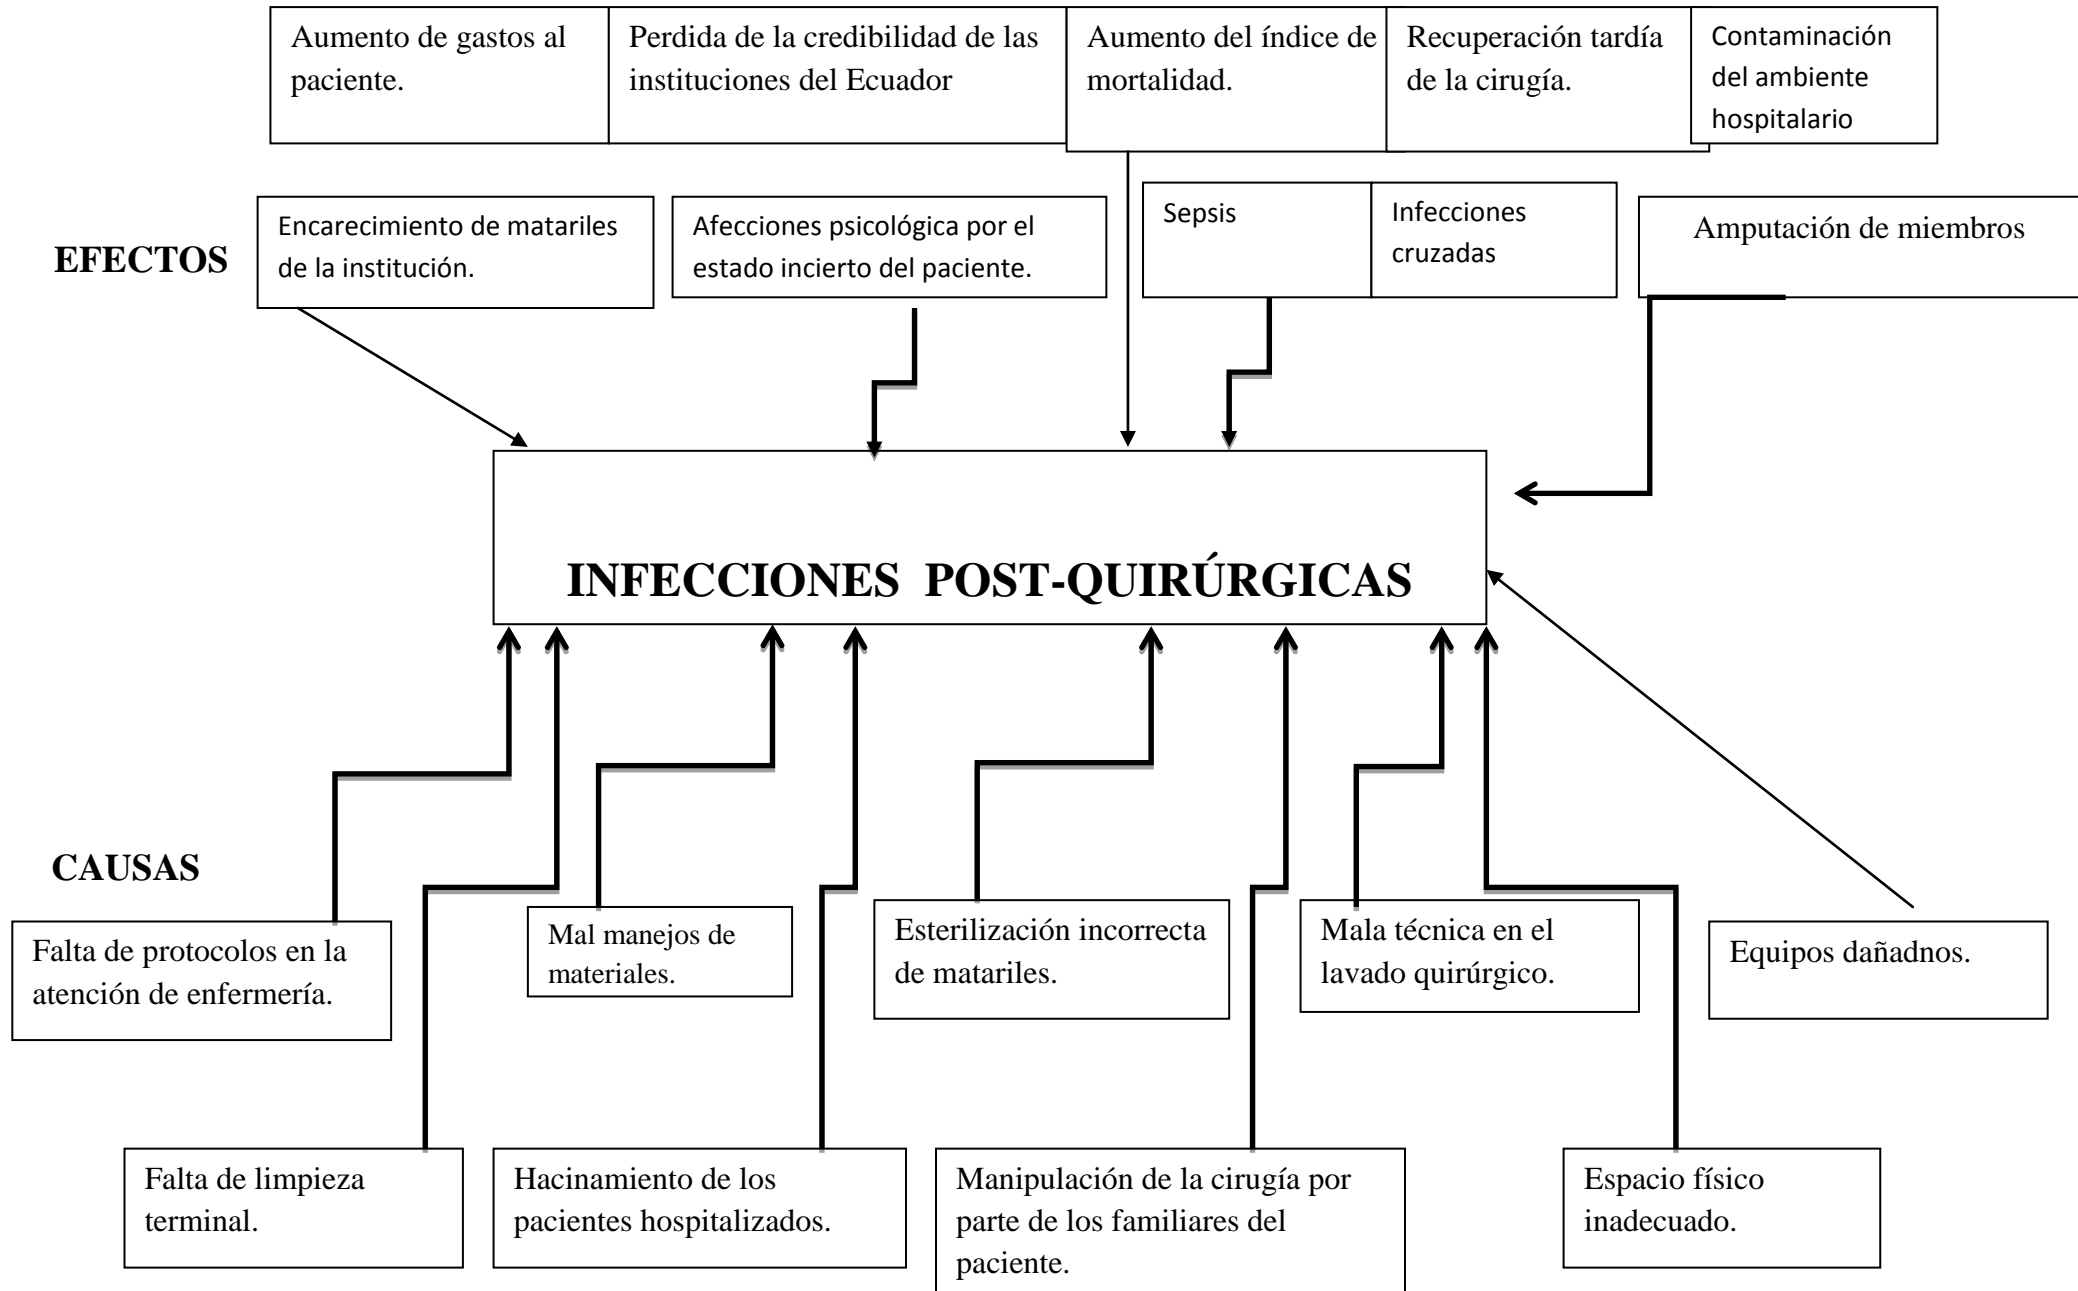 Aumento de gastos al
paciente.
Perdida de la credibilidad de las
instituciones del Ecuador
Aumento del índice de
mortalidad.
Recuperación tardía
de la cirugía.
Contaminación
del ambiente
hospitalario
EFECTOS
Encarecimiento de matariles
de la institución.
Afecciones psicológica por el
estado incierto del paciente.
Sepsis
Infecciones
cruzadas
Amputación de miembros
INFECCIONES POST-QUIRÚRGICAS
CAUSAS
Falta de protocolos en la
atención de enfermería.
Mal manejos de
materiales.
Esterilización incorrecta
de matariles.
Mala técnica en el
lavado quirúrgico.
Equipos dañadnos.
Falta de limpieza
terminal.
Hacinamiento de los
pacientes hospitalizados.
Manipulación de la cirugía por
parte de los familiares del
paciente.
Espacio físico
inadecuado.